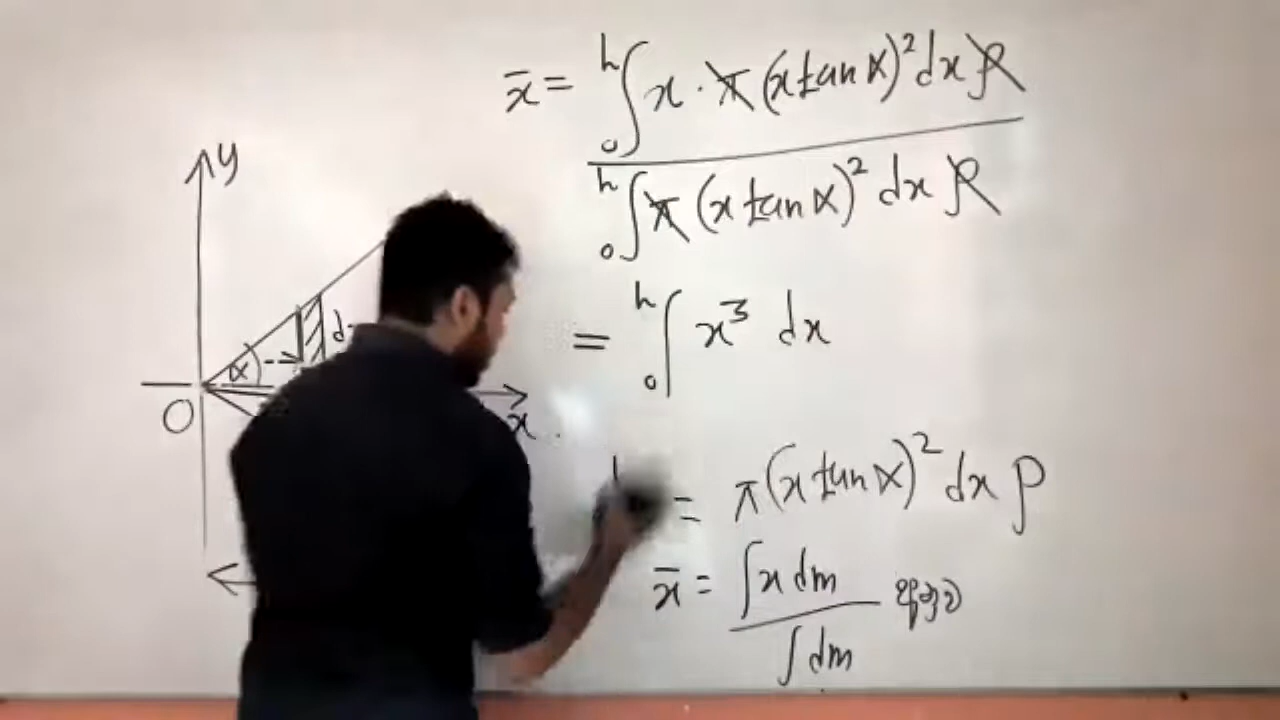 y
α
O
x
x̄ = ₀ʰ∫ x · π (x tan α)² dx ρ
₀ʰ∫ π (x tan α)² dx ρ
= ₀ʰ∫ x³ dx
= π (x tan α)² dx ρ
x̄ = ∫ x dm
∫ dm